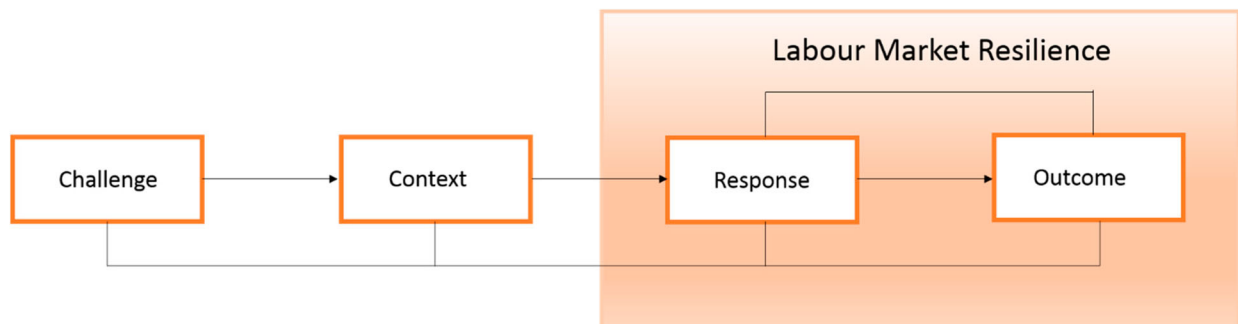 Labour Market Resilience
Challenge
Context
Response
Outcome